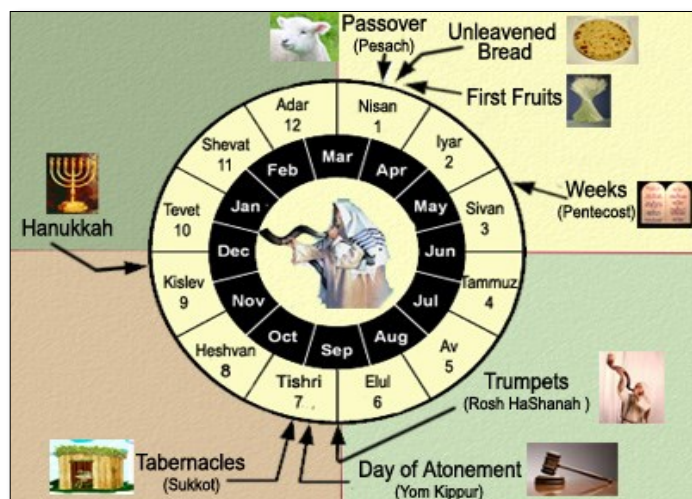 Passover
(Pesach)
Unleavened
Bread
First Fruits
Weeks
(Pentecost)
Trumpets
(Rosh HaShanah )
Day of Atonement
(Yom Kippur)
Tabernacles
(Sukkot)
Hanukkah
Nisan
1
Iyar
2
Sivan
3
Tammuz
4
Av
5
Elul
6
Tishri
7
Heshvan
8
Kislev
9
Tevet
10
Shevat
11
Adar
12
Mar
Apr
May
Jun
Jul
Aug
Sep
Oct
Nov
Dec
Jan
Feb